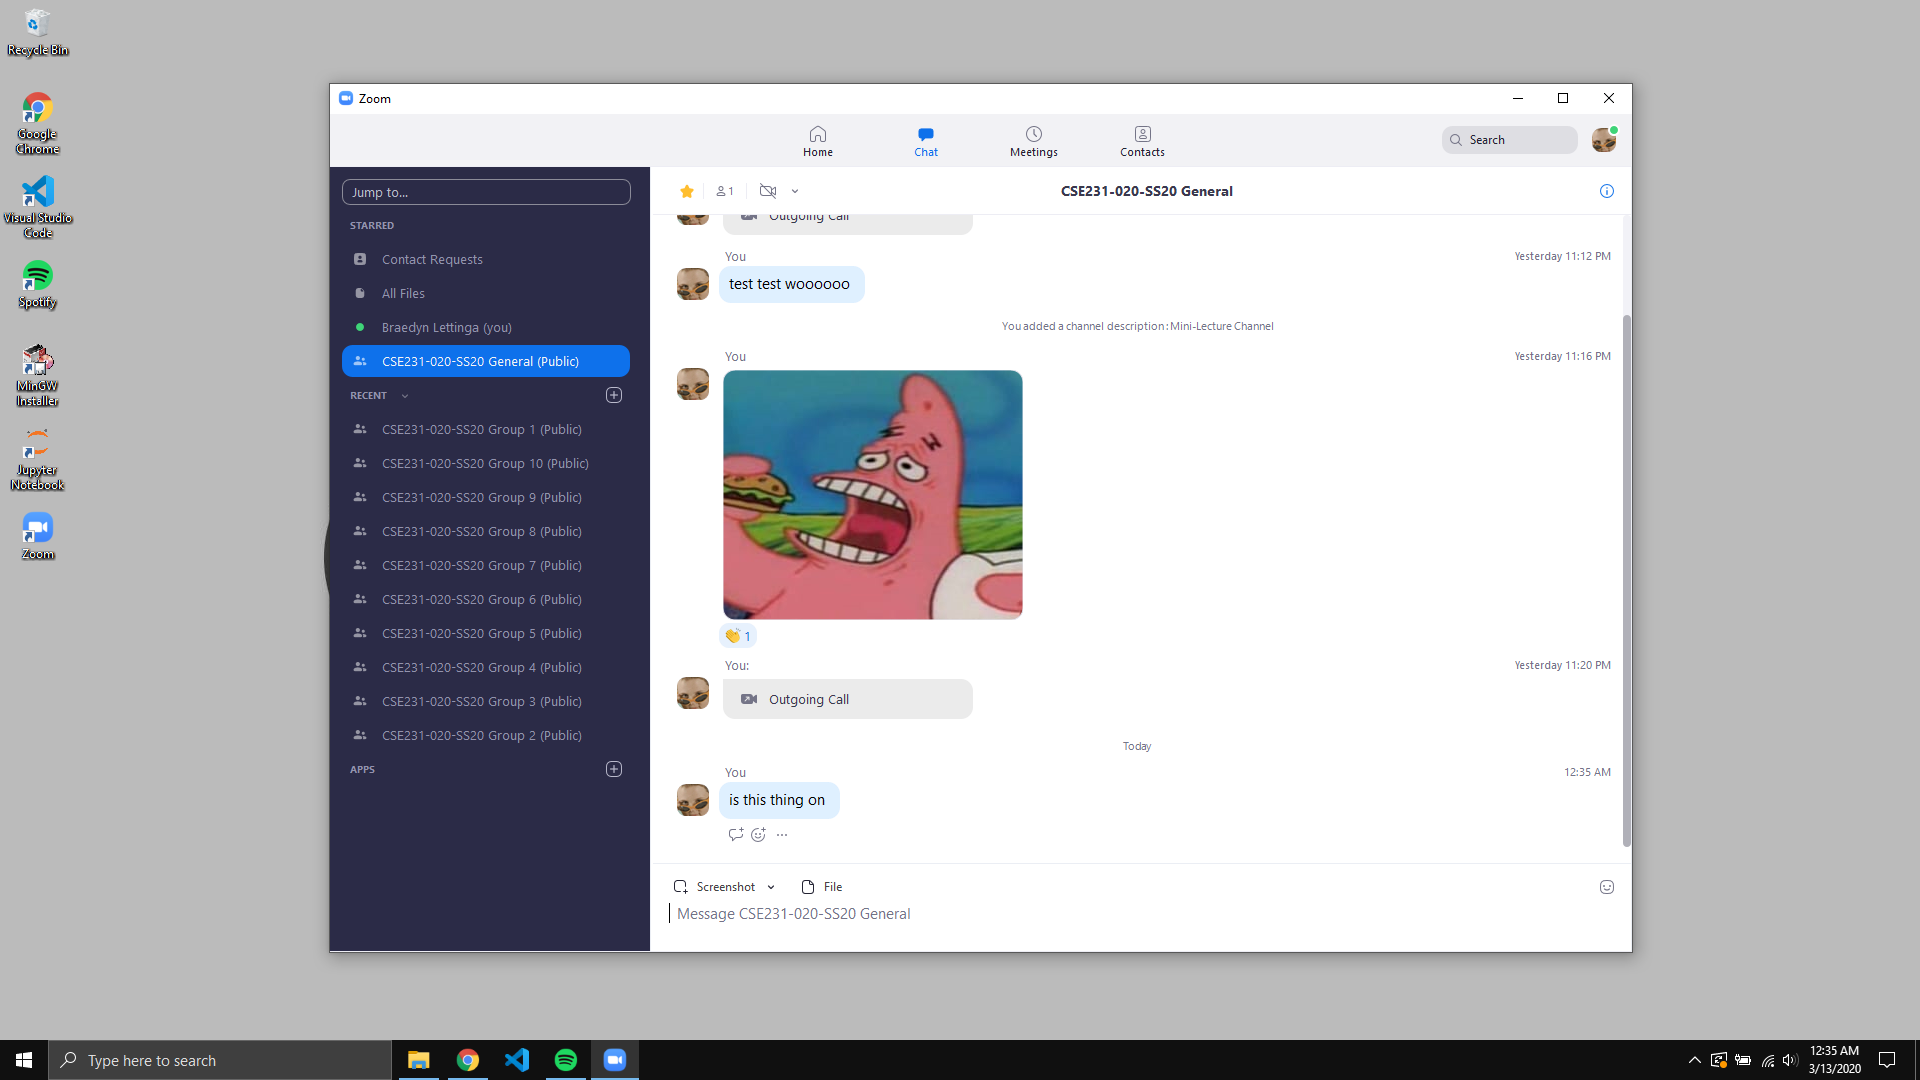 Recycle Bin
Google
Chrome
Visual Studio
Code
Spotify
MinGW
Installer
Jupyter
Notebook
Zoom
Zoom
Home
Chat
Meetings
Contacts
Search
Jump to...
STARRED
Contact Requests
All Files
Braedyn Lettinga (you)
CSE231-020-SS20 General (Public)
RECENT
CSE231-020-SS20 Group 1 (Public)
CSE231-020-SS20 Group 10 (Public)
CSE231-020-SS20 Group 9 (Public)
CSE231-020-SS20 Group 8 (Public)
CSE231-020-SS20 Group 7 (Public)
CSE231-020-SS20 Group 6 (Public)
CSE231-020-SS20 Group 5 (Public)
CSE231-020-SS20 Group 4 (Public)
CSE231-020-SS20 Group 3 (Public)
CSE231-020-SS20 Group 2 (Public)
APPS
1
CSE231-020-SS20 General
Outgoing Call
You
Yesterday 11:12 PM
test test woooooo
You added a channel description: Mini-Lecture Channel
You
Yesterday 11:16 PM
1
You:
Yesterday 11:20 PM
Outgoing Call
Today
You
12:35 AM
is this thing on
Screenshot
File
Message CSE231-020-SS20 General
Type here to search
12:35 AM
3/13/2020